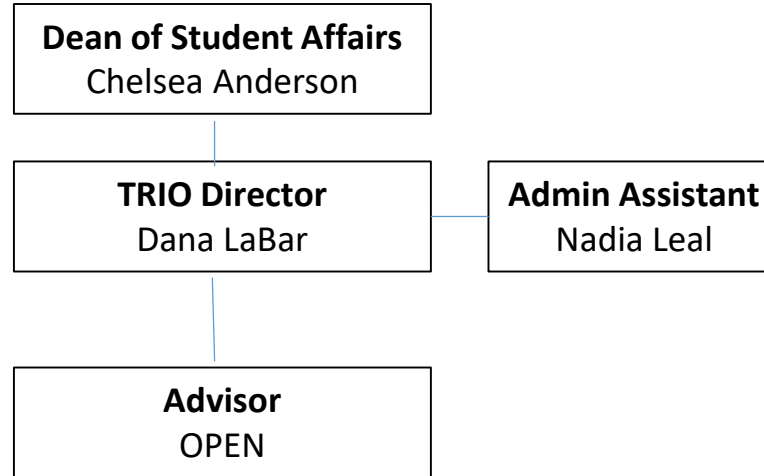 Dean of Student Affairs
Chelsea Anderson
TRIO Director
Dana LaBar
Admin Assistant
Nadia Leal
Advisor
OPEN